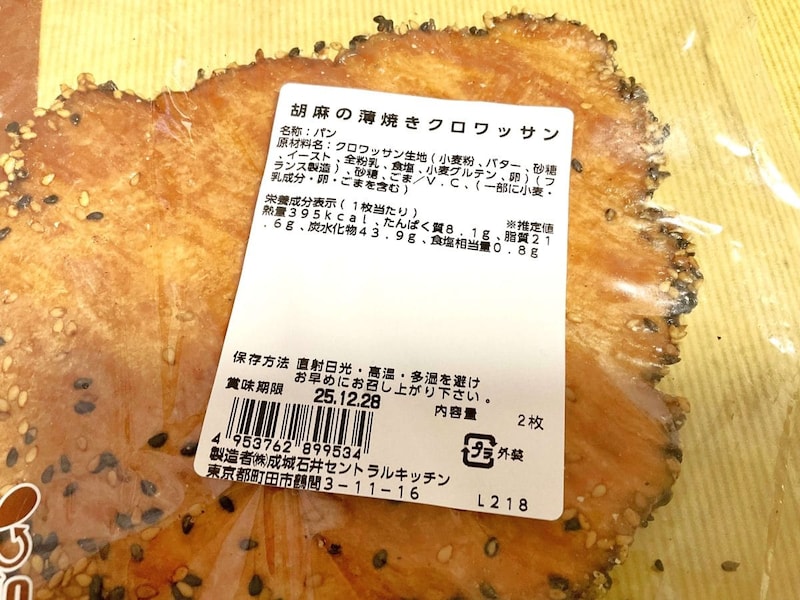 胡麻の薄焼きクロワッサン
名称：パン
原材料名：クロワッサン生地（小麦粉、バター、砂糖
、イースト、全粉乳、食塩、小麦グルテン、卵）（フ
ランス製造）、砂糖、ごま／Ｖ．Ｃ、（一部に小麦・
乳成分・卵・ごまを含む）
栄養成分表示（１枚当たり） ※推定値
熱量３９５ｋｃａｌ、たんぱく質８．１ｇ、脂質２１
．６ｇ、炭水化物４３．９ｇ、食塩相当量０．８ｇ
保存方法 直射日光・高温・多湿を避け
お早めにお召し上がり下さい。
賞味期限 25.12.28
内容量 2枚
4 953762 899534
プラ 外袋
製造者㈱成城石井セントラルキッチン
東京都町田市鶴間３－１１－１６
L218